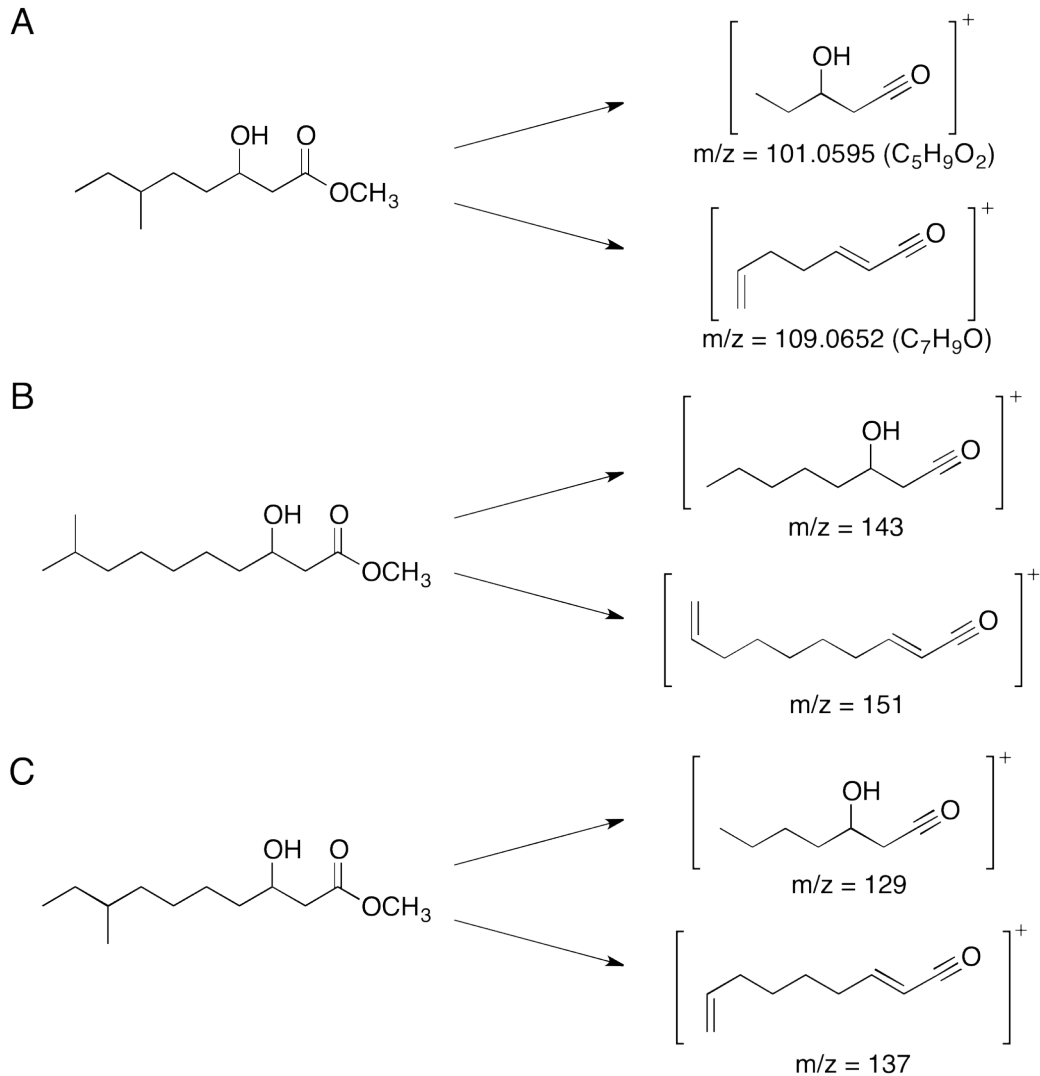 A
OH
O
OCH3
OH
O
+
m/z = 101.0595 (C5H9O2)
O
+
m/z = 109.0652 (C7H9O)
B
OH
O
OCH3
OH
O
+
m/z = 143
O
+
m/z = 151
C
OH
O
OCH3
OH
O
+
m/z = 129
O
+
m/z = 137